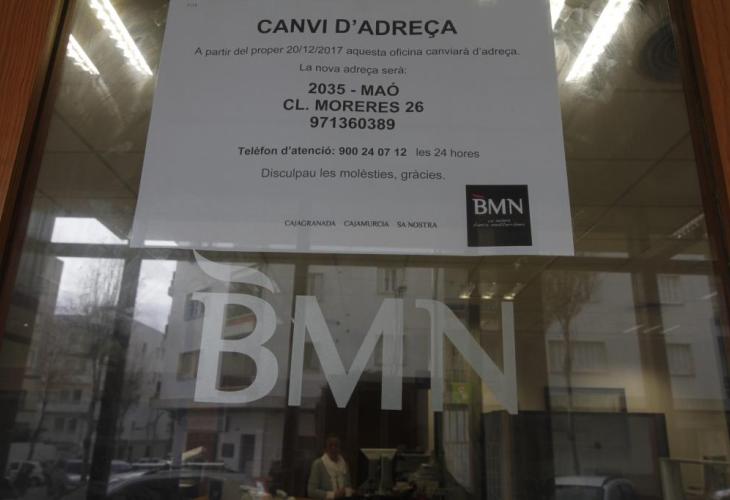 CANVI D'ADREÇA
A partir del proper 20/12/2017 aquesta oficina canviarà d'adreça.
La nova adreça serà:
2035 - MAÓ
CL. MORERES 26
971360389
Telèfon d'atenció: 900 24 07 12 les 24 hores
Disculpau les molèsties, gràcies.
BMN
CAJAGRANADA CAJAMURCIA SA NOSTRA
BMN